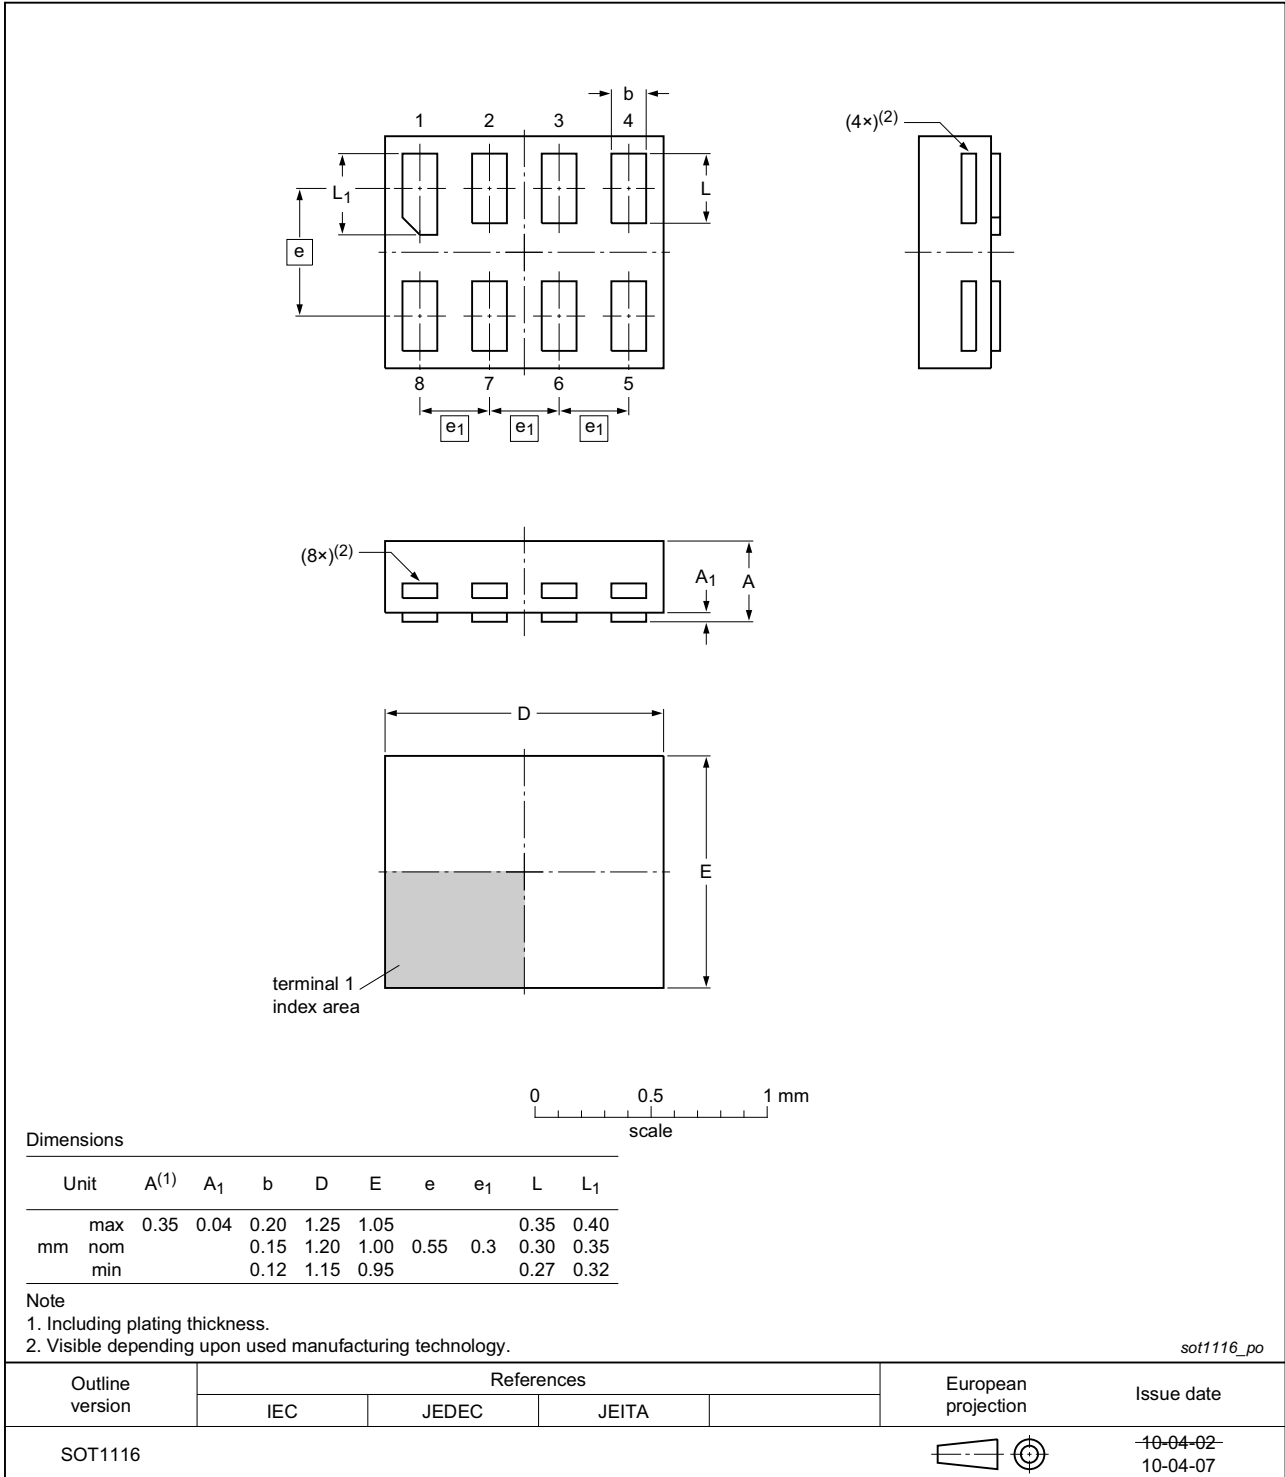 b
1 2 3 4
(4×)(2)
L1
L
e
8 7 6 5
e1 e1 e1
(8×)(2)
A1 A
D
E
terminal 1
index area
0 0.5 1 mm
scale
Dimensions
Unit A(1) A1 b D E e e1 L L1
max 0.35 0.04 0.20 1.25 1.05 0.35 0.40
mm nom 0.15 1.20 1.00 0.55 0.3 0.30 0.35
min 0.12 1.15 0.95 0.27 0.32
Note
1. Including plating thickness.
2. Visible depending upon used manufacturing technology.
sot1116_po
Outline
version
References
IEC JEDEC JEITA
European
projection
Issue date
SOT1116
10-04-02
10-04-07